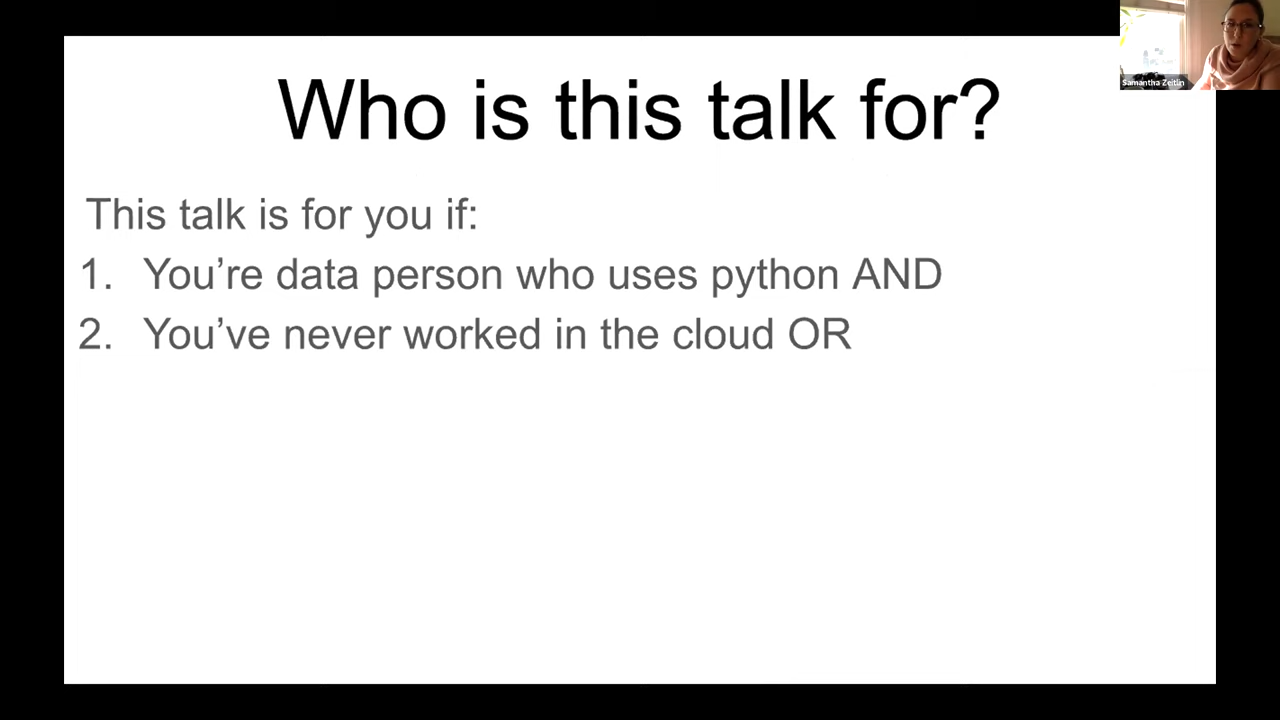 Samantha Zeitlin
Who is this talk for?
This talk is for you if:
1. You’re data person who uses python AND
2. You’ve never worked in the cloud OR